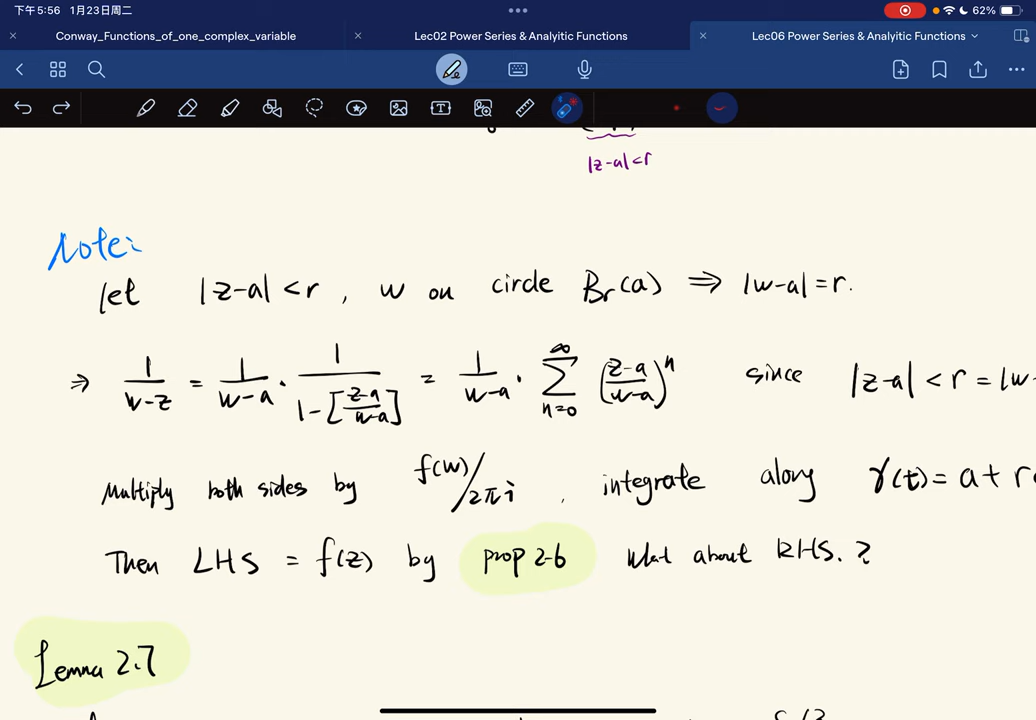 下午5:56 1月23日周二
62%
Conway_Functions_of_one_complex_variable
Lec02 Power Series & Analyitic Functions
Lec06 Power Series & Analyitic Functions
|z-a|<r
Note:
let |z-a| < r , w on circle Br(a) ⇒ |w-a| = r.
⇒ 1/(w-z) = 1/(w-a) · 1/(1-[(z-a)/(w-a)]) = 1/(w-a) · ∑_{n=0}^{∞} ((z-a)/(w-a))^n since |z-a| < r = |w-
Multiply both sides by f(w)/2πi , integrate along γ(t) = a + r
Then LHS = f(z) by prop 2-6 What about RHS. ?
Lemma 2.7